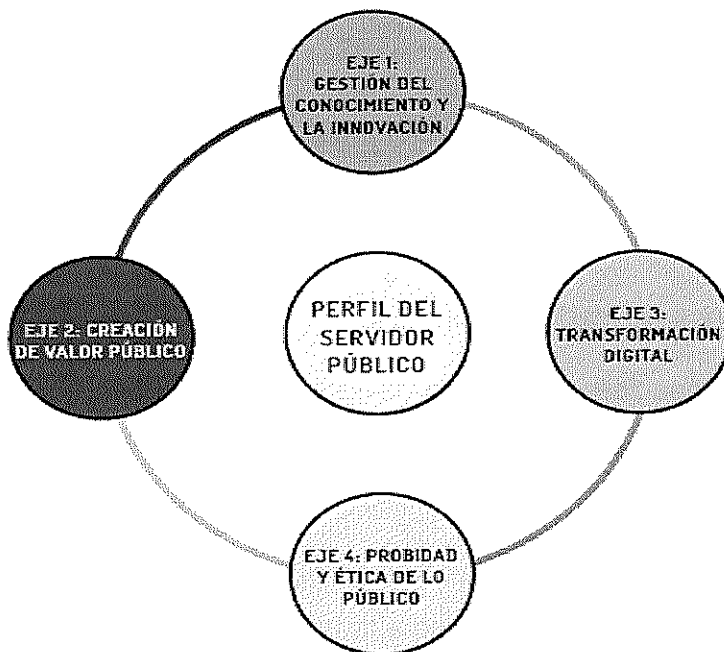 EJE 1:
GESTIÓN DEL
CONOCIMIENTO Y
LA INNOVACIÓN
EJE 2: CREACIÓN
DE VALOR PÚBLICO
PERFIL DEL
SERVIDOR
PÚBLICO
EJE 3:
TRANSFORMACIÓN
DIGITAL
EJE 4: PROBIDAD
Y ÉTICA DE LO
PÚBLICO